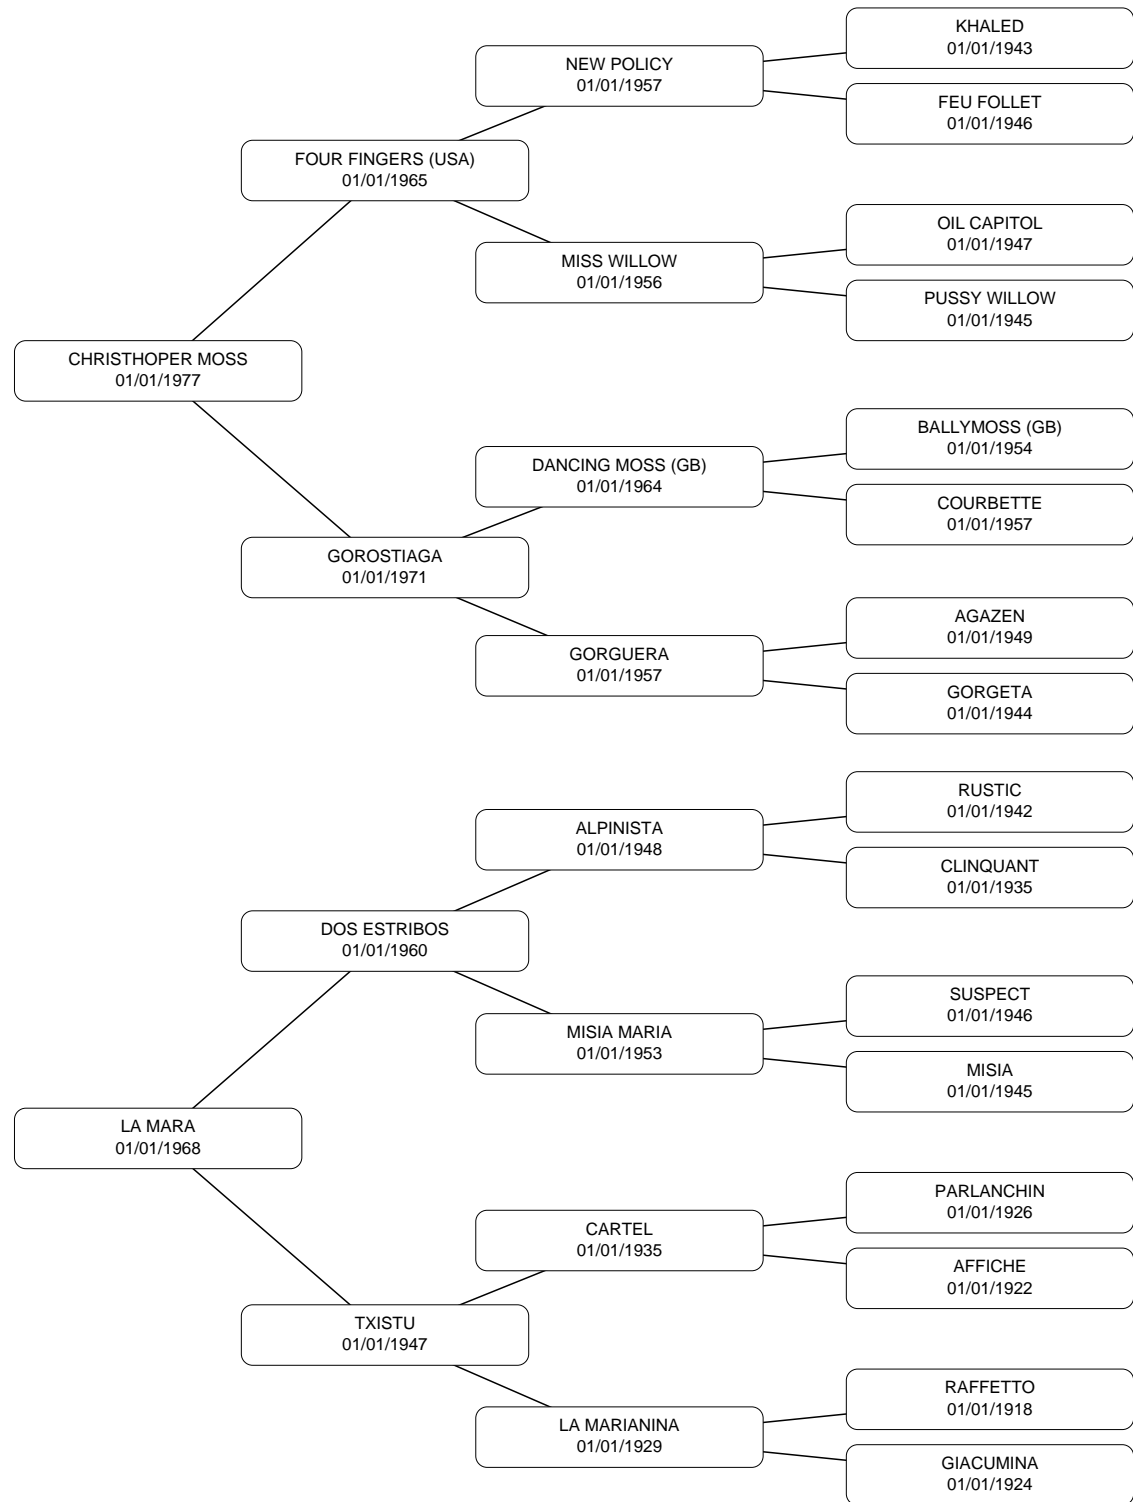 KHALED
01/01/1943
NEW POLICY
01/01/1957
FEU FOLLET
01/01/1946
FOUR FINGERS (USA)
01/01/1965
OIL CAPITOL
01/01/1947
MISS WILLOW
01/01/1956
PUSSY WILLOW
01/01/1945
CHRISTHOPER MOSS
01/01/1977
BALLYMOSS (GB)
01/01/1954
DANCING MOSS (GB)
01/01/1964
COURBETTE
01/01/1957
GOROSTIAGA
01/01/1971
AGAZEN
01/01/1949
GORGUERA
01/01/1957
GORGETA
01/01/1944
RUSTIC
01/01/1942
ALPINISTA
01/01/1948
CLINQUANT
01/01/1935
DOS ESTRIBOS
01/01/1960
SUSPECT
01/01/1946
MISIA MARIA
01/01/1953
MISIA
01/01/1945
LA MARA
01/01/1968
PARLANCHIN
01/01/1926
CARTEL
01/01/1935
AFFICHE
01/01/1922
TXISTU
01/01/1947
RAFFETTO
01/01/1918
LA MARIANINA
01/01/1929
GIACUMINA
01/01/1924